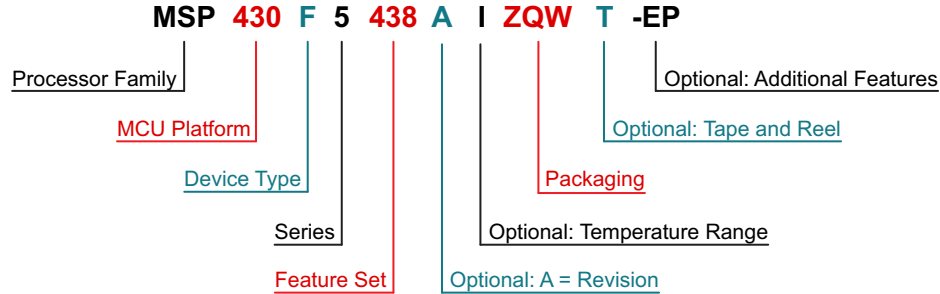 MSP 430 F 5 438 A I ZQW T -EP
Processor Family
Optional: Additional Features
MCU Platform
Optional: Tape and Reel
Device Type
Packaging
Series
Optional: Temperature Range
Feature Set
Optional: A = Revision